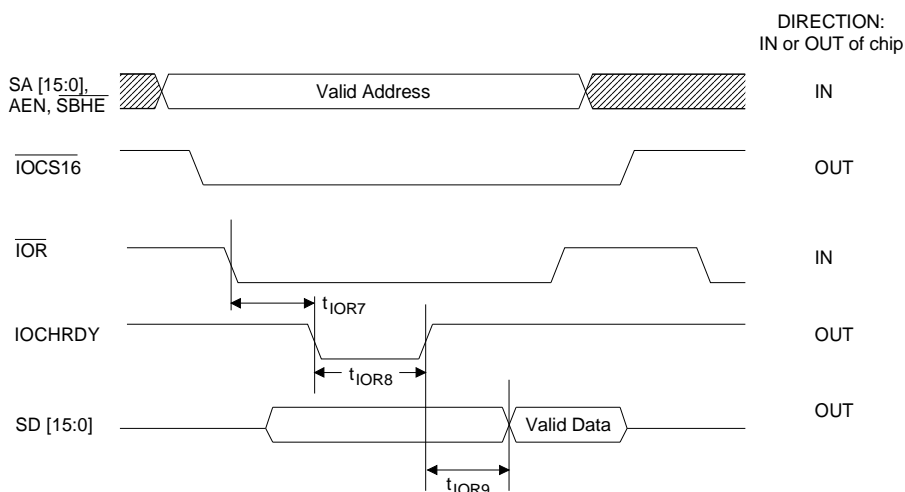 DIRECTION:
IN or OUT of chip
SA [15:0],
AEN, SBHE
Valid Address
IN
IOCS16
OUT
IOR
IN
tIOR7
IOCHRDY
OUT
tIOR8
OUT
SD [15:0]
Valid Data
tIOR9